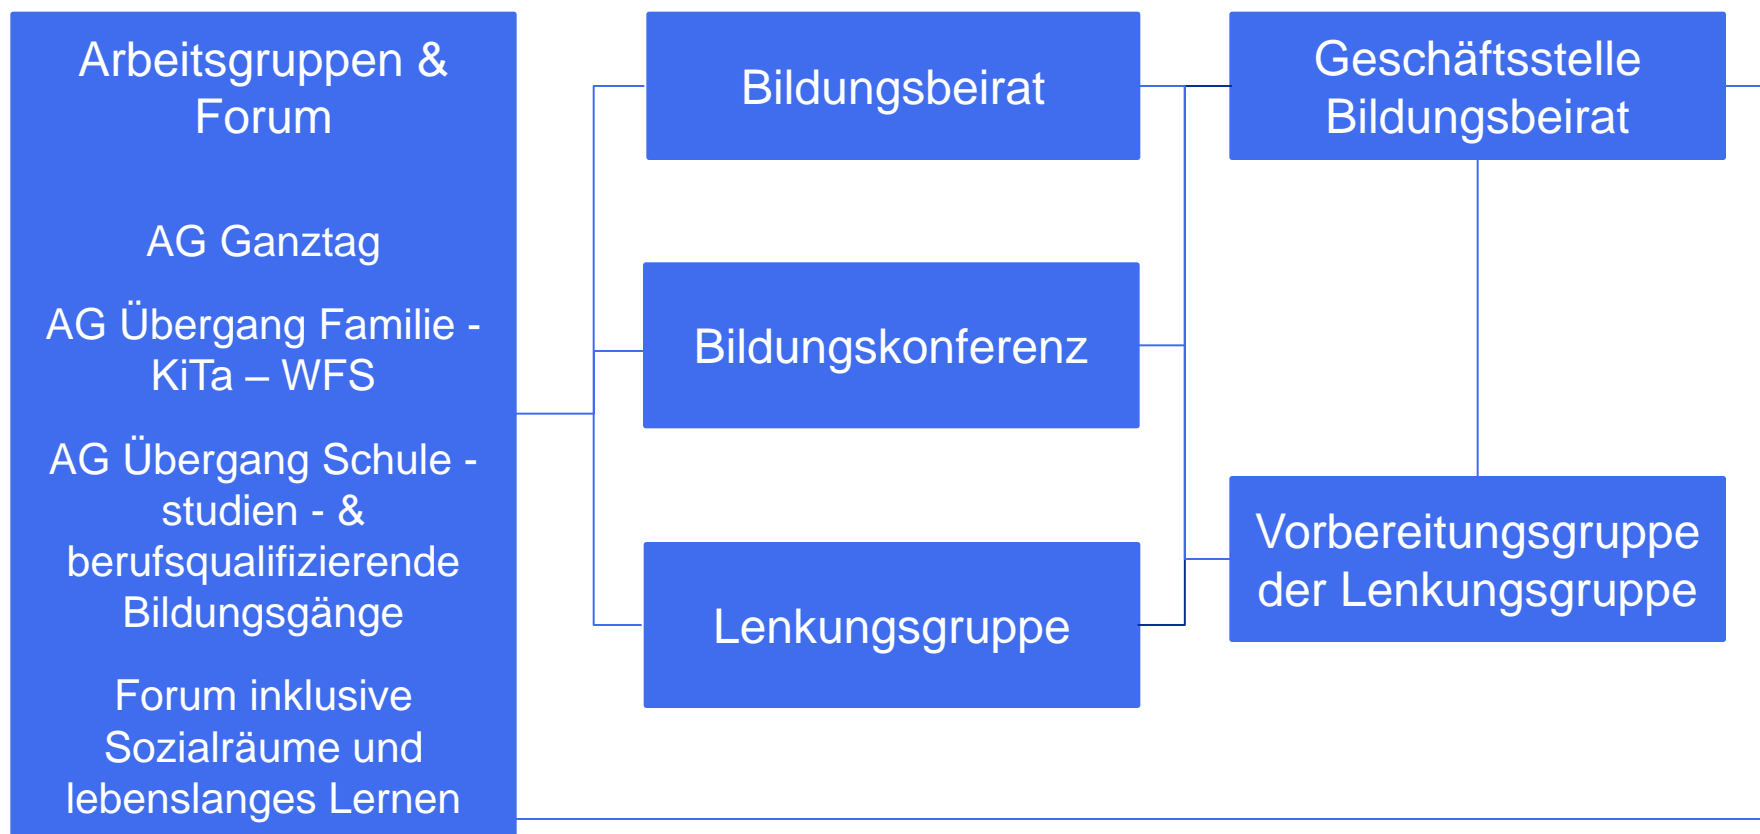 Arbeitsgruppen &
Forum
AG Ganztag
AG Übergang Familie -
KiTa – WFS
AG Übergang Schule -
studien - &
berufsqualifizierende
Bildungsgänge
Forum inklusive
Sozialräume und
lebenslanges Lernen
Bildungsbeirat
Bildungskonferenz
Lenkungsgruppe
Geschäftsstelle
Bildungsbeirat
Vorbereitungsgruppe
der Lenkungsgruppe